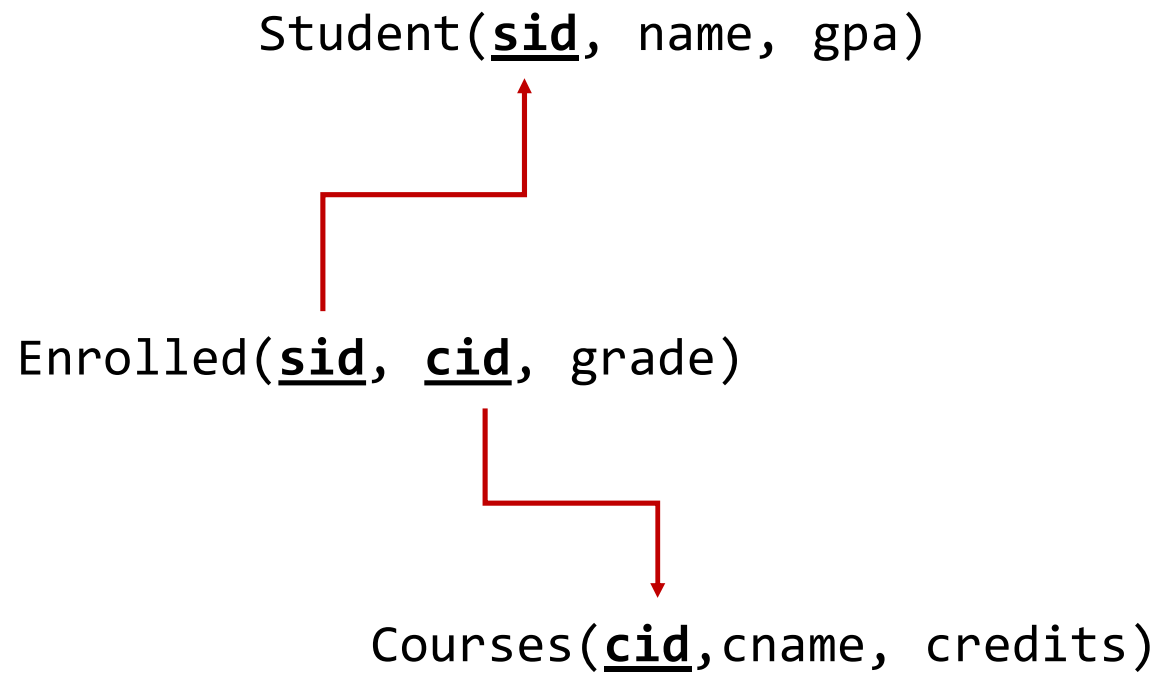 Student(sid, name, gpa)
Enrolled(sid, cid, grade)
Courses(cid,cname, credits)